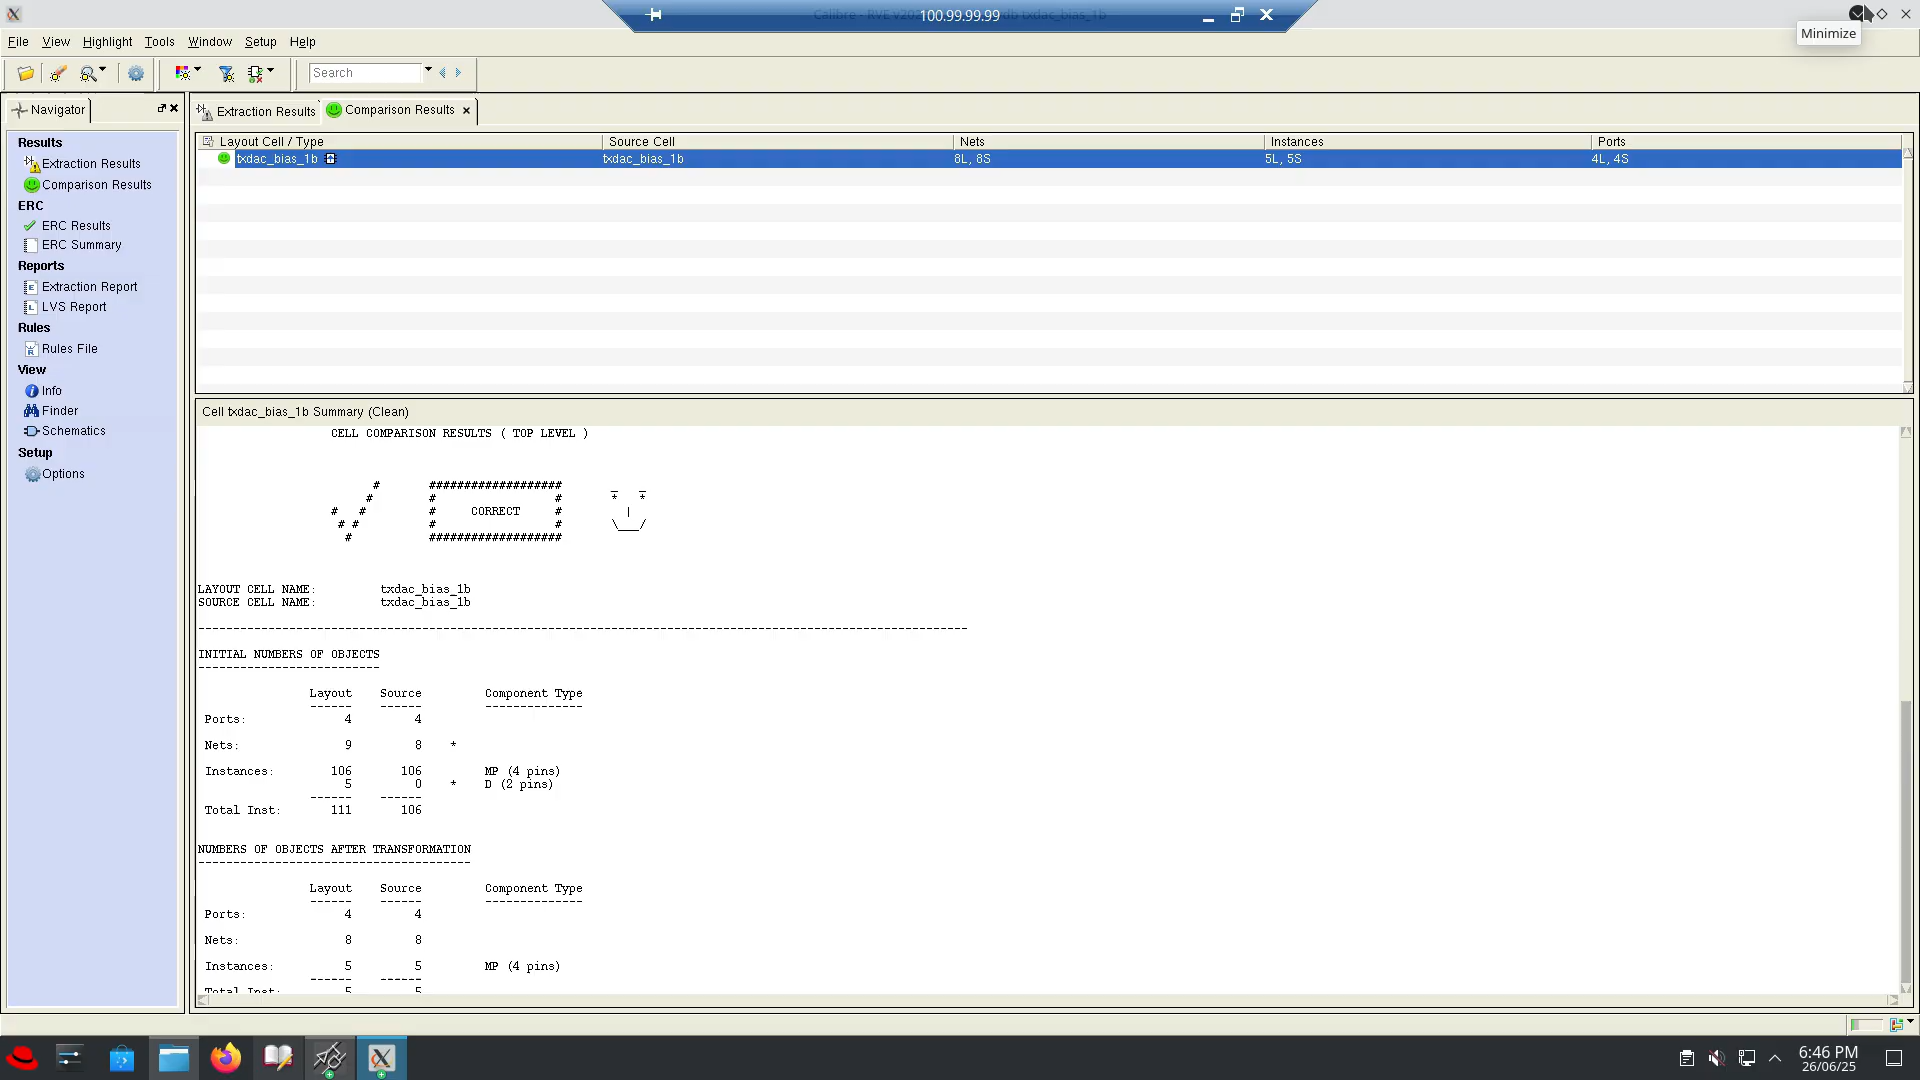 100.99.99.99
Minimize
File View Highlight Tools Window Setup Help
Search
Navigator
Extraction Results
Comparison Results
Results
Extraction Results
Comparison Results
ERC
ERC Results
ERC Summary
Reports
Extraction Report
LVS Report
Rules
Rules File
View
Info
Finder
Schematics
Setup
Options
Layout Cell / Type Source Cell Nets Instances Ports
txdac_bias_1b txdac_bias_1b 8L, 8S 5L, 5S 4L, 4S
Cell txdac_bias_1b Summary (Clean)
CELL COMPARISON RESULTS ( TOP LEVEL )
# ################### _ _
# # # * *
# # # CORRECT # |
# # # # \___/
# ###################
LAYOUT CELL NAME: txdac_bias_1b
SOURCE CELL NAME: txdac_bias_1b
--------------------------------------------------------------------------------------------------------------
INITIAL NUMBERS OF OBJECTS
--------------------------
Layout Source Component Type
------ ------ --------------
Ports: 4 4
Nets: 9 8 *
Instances: 106 106 MP (4 pins)
5 0 * D (2 pins)
------ ------
Total Inst: 111 106
NUMBERS OF OBJECTS AFTER TRANSFORMATION
---------------------------------------
Layout Source Component Type
------ ------ --------------
Ports: 4 4
Nets: 8 8
Instances: 5 5 MP (4 pins)
------ ------
Total Inst: 5 5
6:46 PM
26/06/25